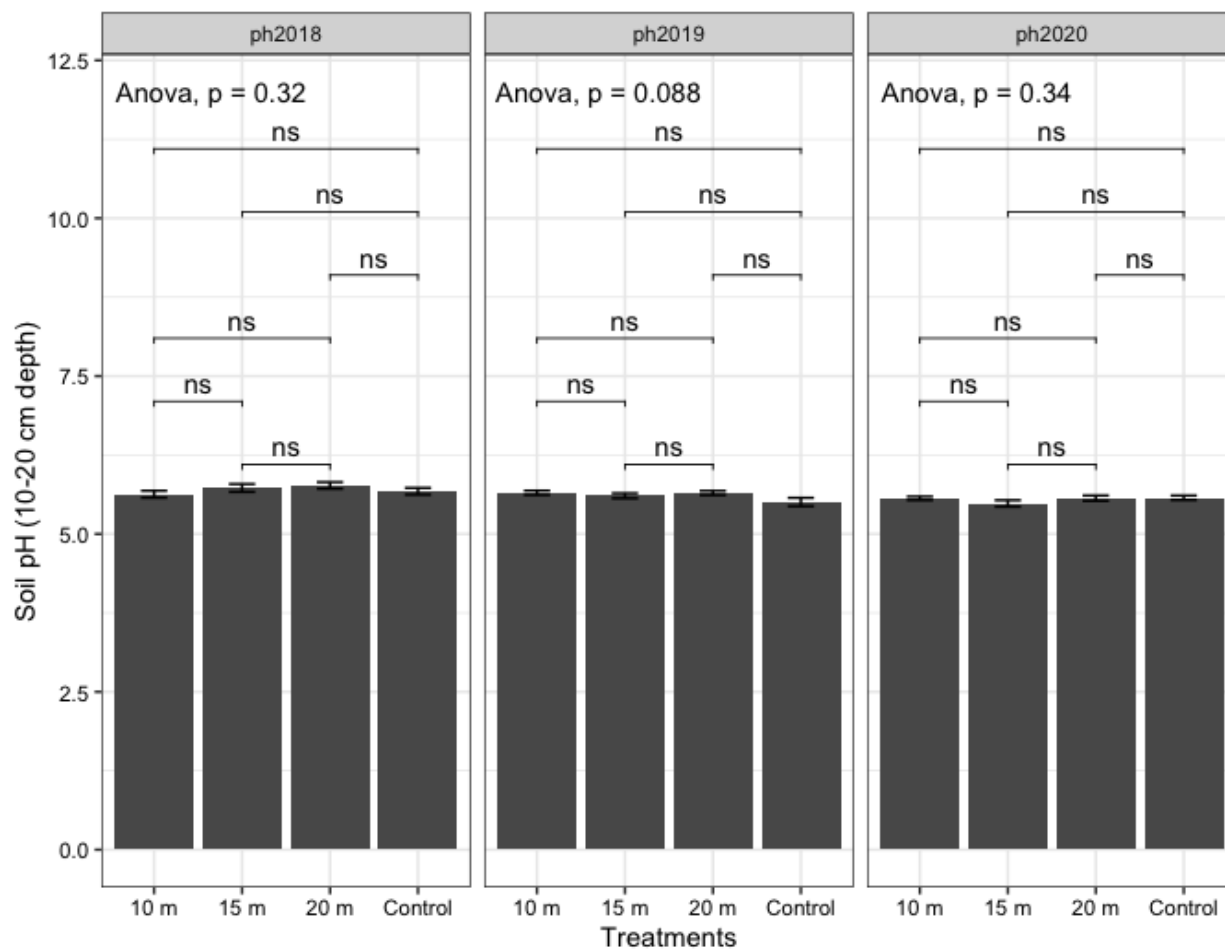 ph2018 ph2019 ph2020
12.5
Anova, p = 0.32 Anova, p = 0.088 Anova, p = 0.34
ns ns ns
ns ns ns
10.0
ns ns ns
ns ns ns
7.5
ns ns ns
ns ns ns
5.0
2.5
0.0
Soil pH (10-20 cm depth)
10 m 15 m 20 m Control 10 m 15 m 20 m Control 10 m 15 m 20 m Control
Treatments